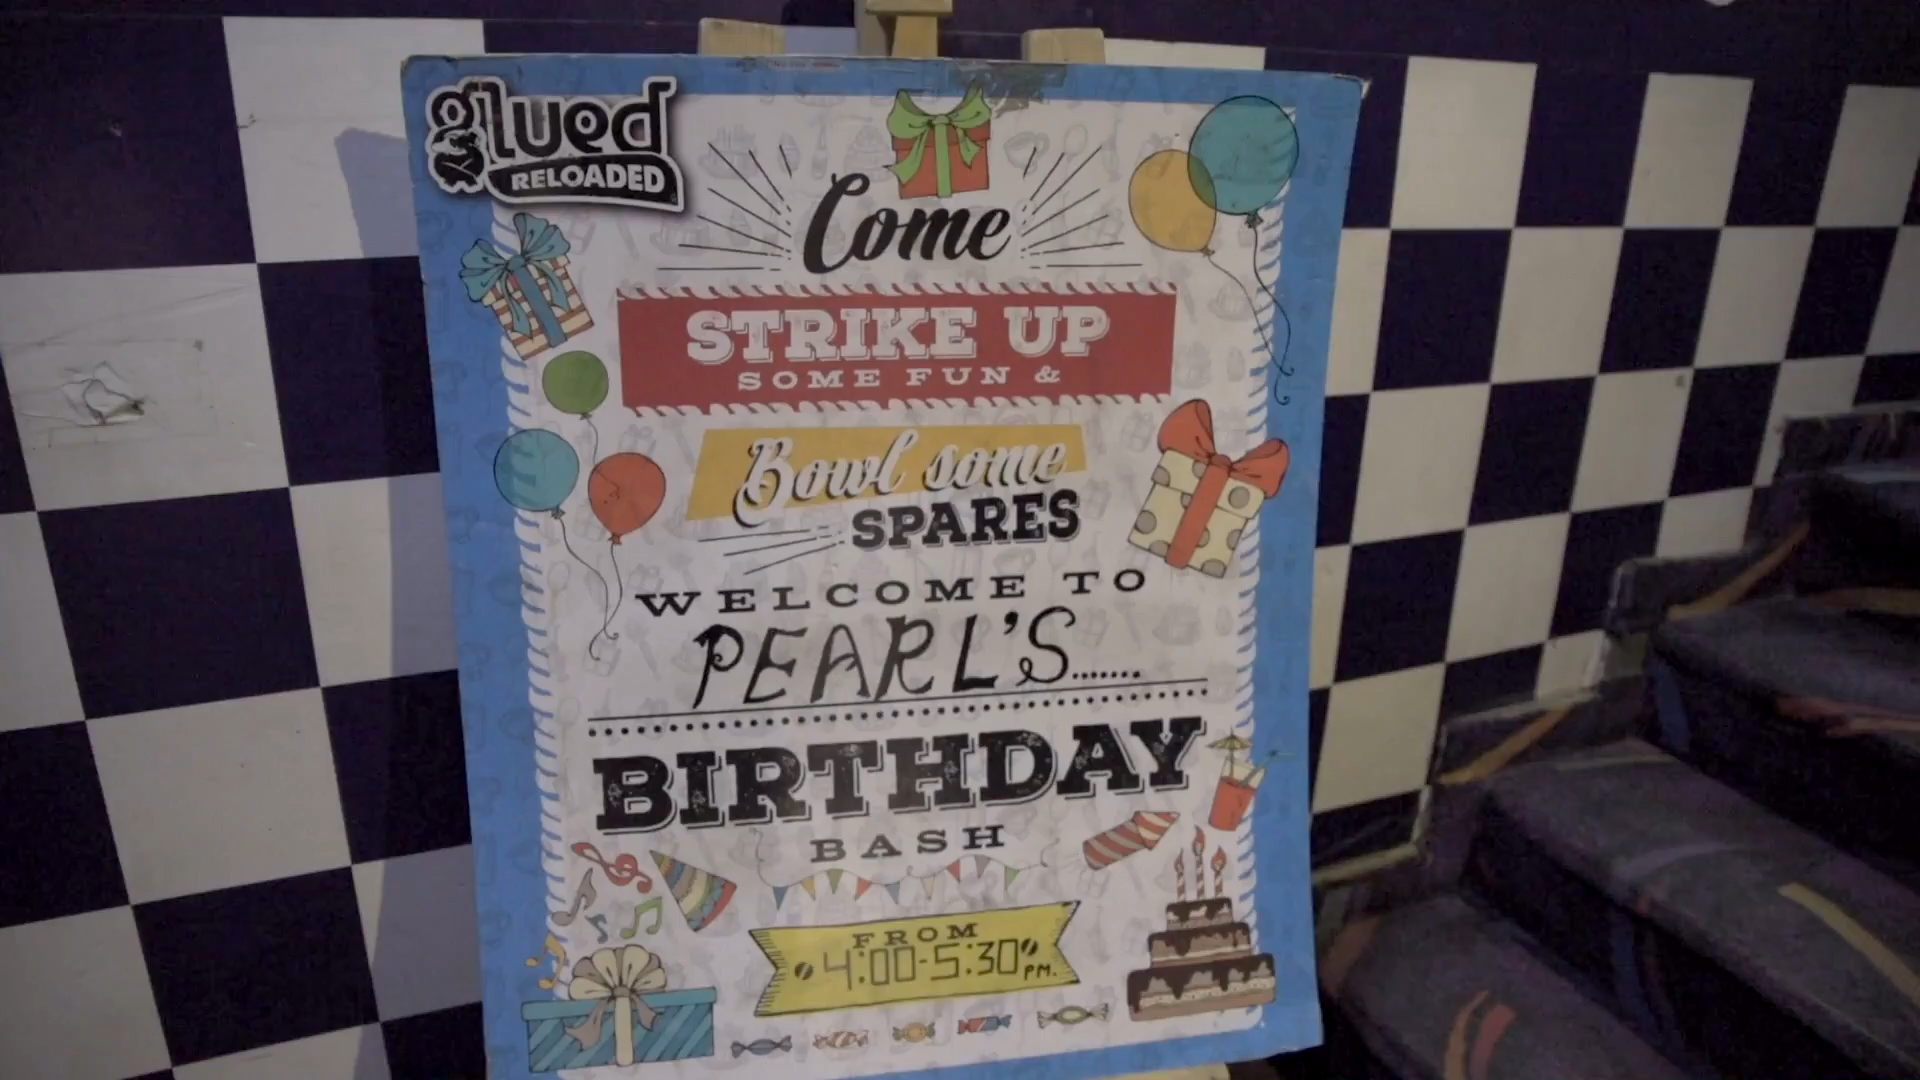 glued
RELOADED
Come
STRIKE UP
SOME FUN &
Bowl some
SPARES
WELCOME TO
PEARL'S.......
BIRTHDAY
BASH
FROM
4:00-5:30 P.M.